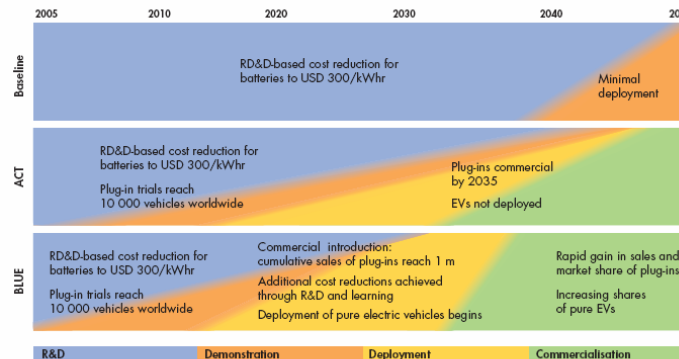 2005 2010 2020 2030 2040
Baseline
RD&D-based cost reduction for
batteries to USD 300/kWhr
Minimal
deployment
ACT
RD&D-based cost reduction for
batteries to USD 300/kWhr
Plug-in trials reach
10 000 vehicles worldwide
Plug-ins commercial
by 2035
EVs not deployed
BLUE
RD&D-based cost reduction for
batteries to USD 300/kWhr
Plug-in trials reach
10 000 vehicles worldwide
Commercial introduction:
cumulative sales of plug-ins reach 1 m
Additional cost reductions achieved
through R&D and learning
Deployment of pure electric vehicles begins
Rapid gain in sales and
market share of plug-ins
Increasing shares
of pure EVs
R&D Demonstration Deployment Commercialisation